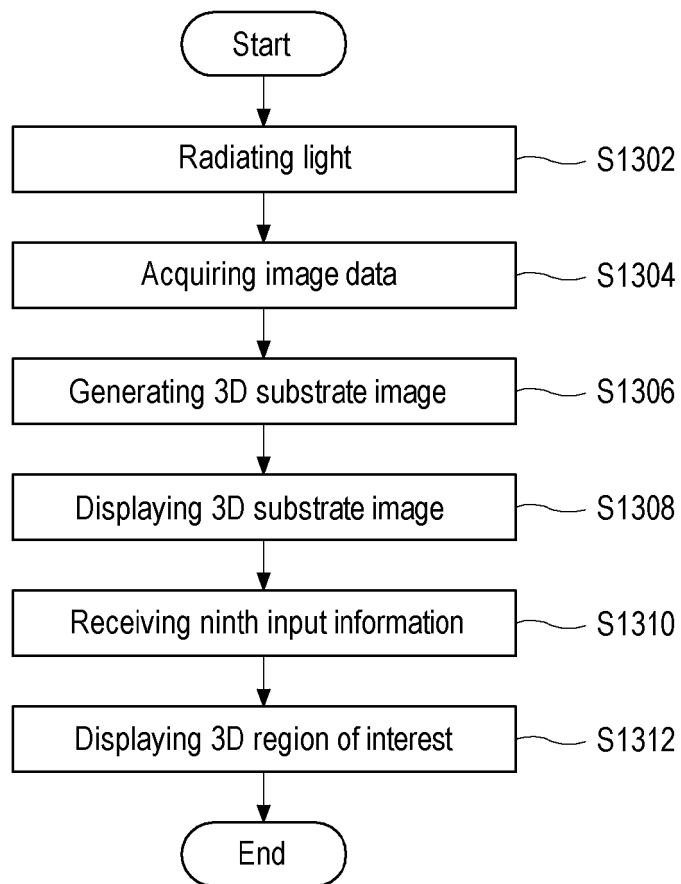 Start
Radiating light
S1302
Acquiring image data
S1304
Generating 3D substrate image
S1306
Displaying 3D substrate image
S1308
Receiving ninth input information
S1310
Displaying 3D region of interest
S1312
End